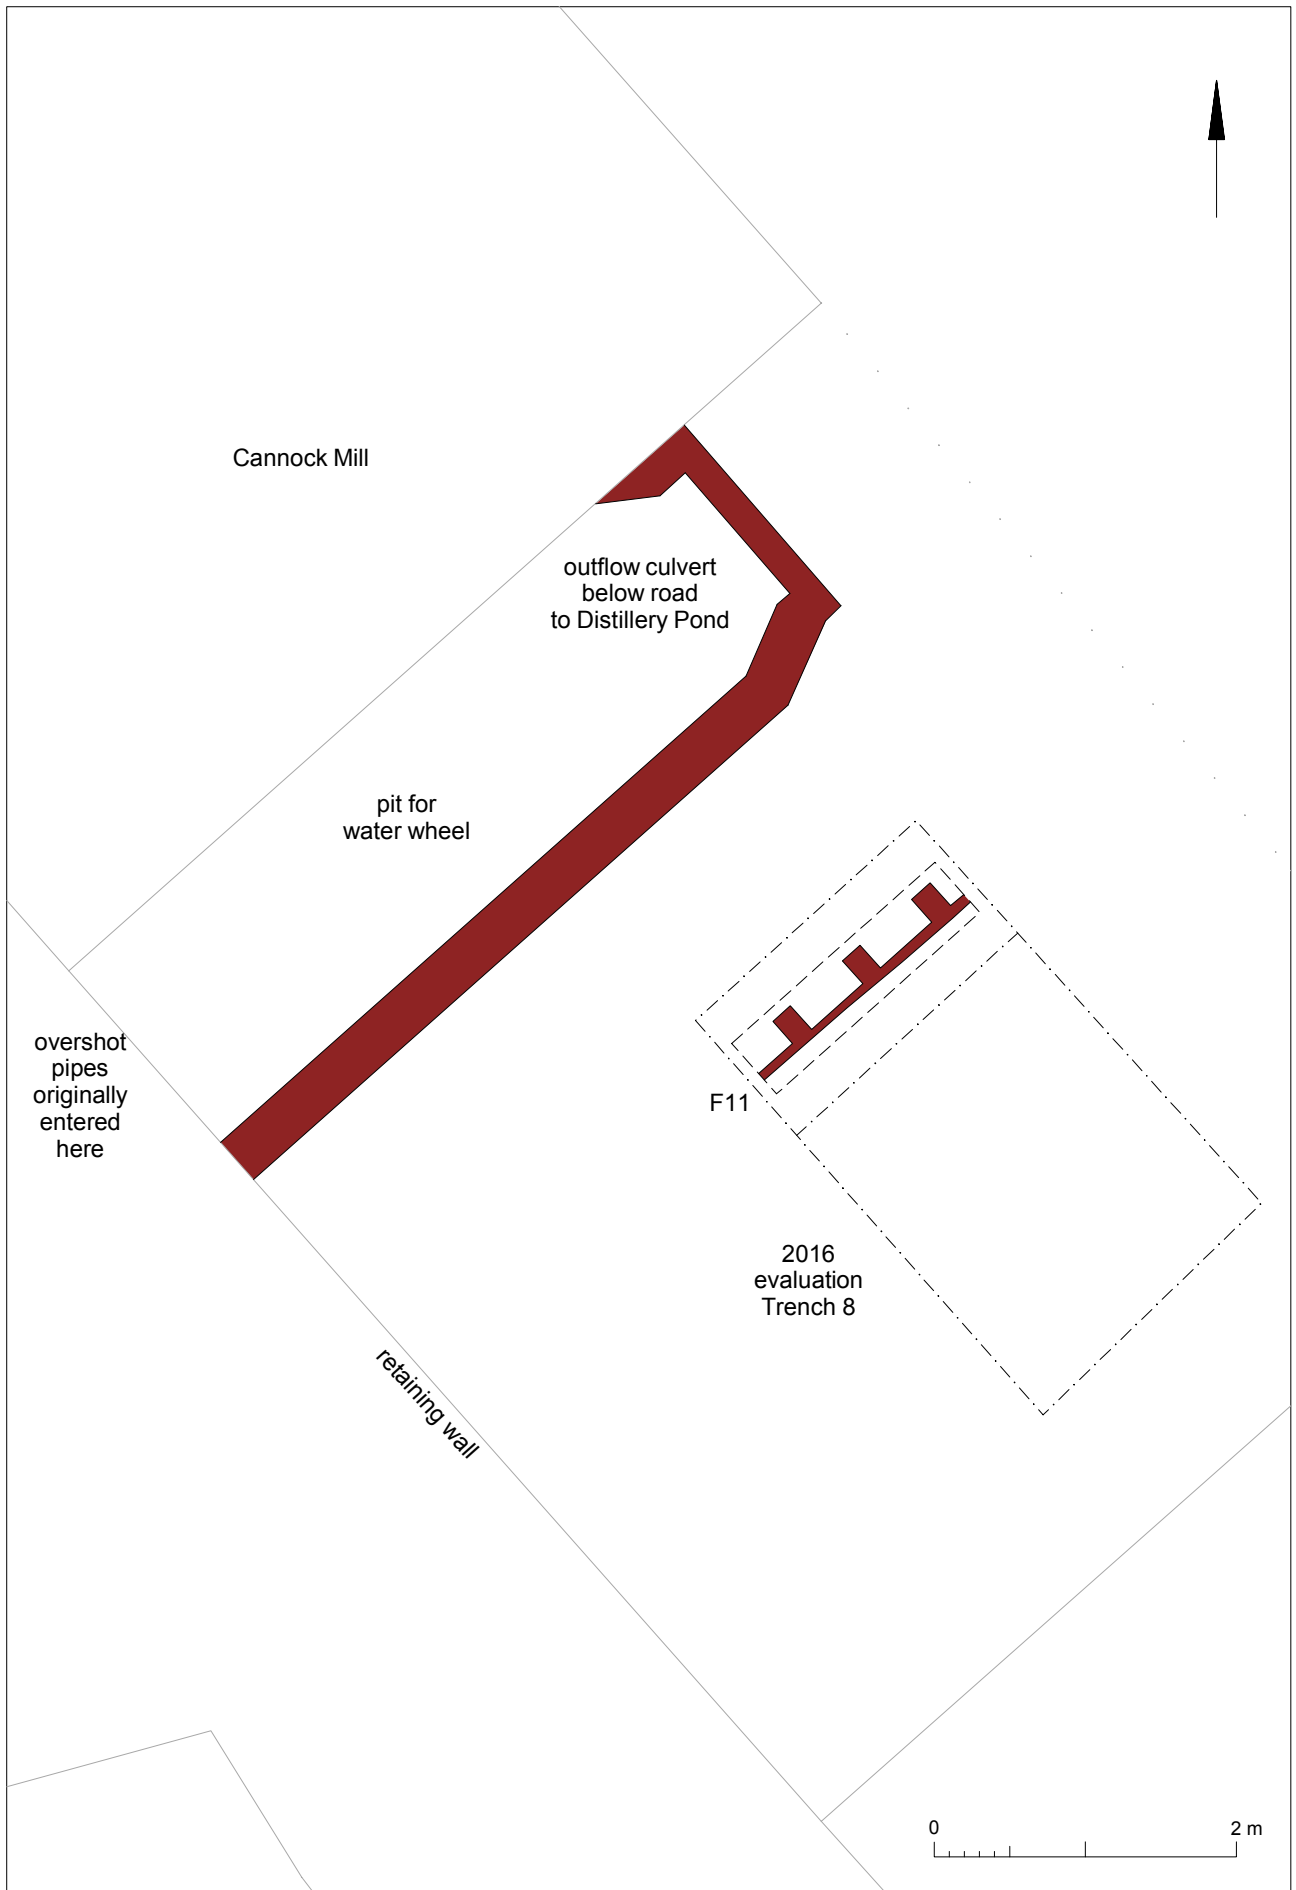 Cannock Mill
outflow culvert
below road
to Distillery Pond
pit for
water wheel
overshot
pipes
originally
entered
here
F11
2016
evaluation
Trench 8
retaining wall
0
2 m